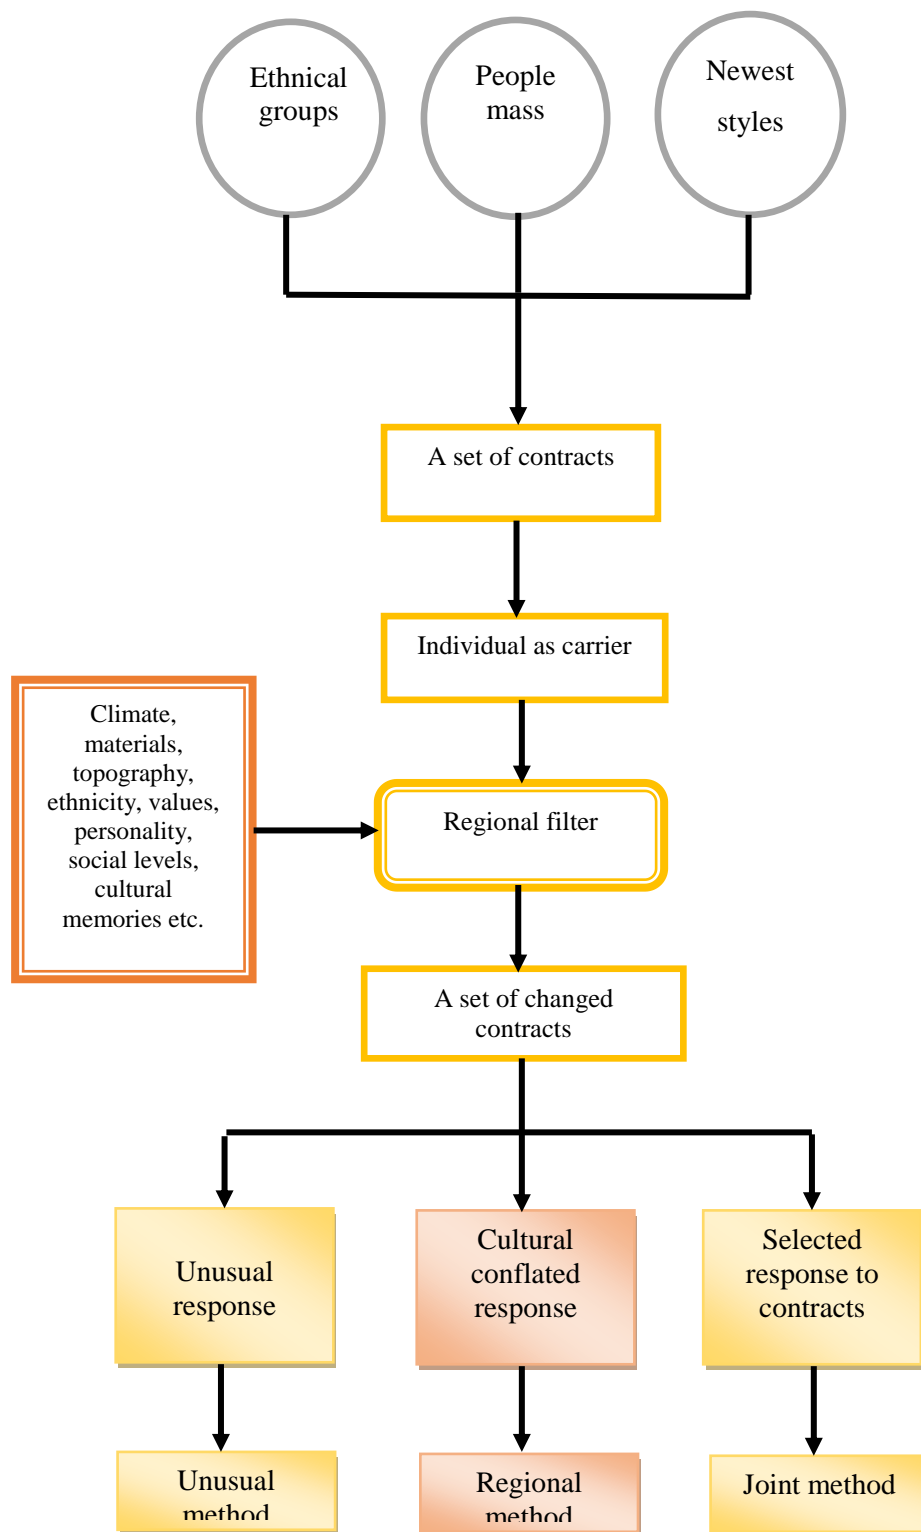 Ethnical
groups
People
mass
Newest
styles
A set of contracts
Individual as carrier
Climate,
materials,
topography,
ethnicity, values,
personality,
social levels,
cultural
memories etc.
Regional filter
A set of changed
contracts
Unusual
response
Cultural
conflated
response
Selected
response to
contracts
Unusual
method
Regional
method
Joint method